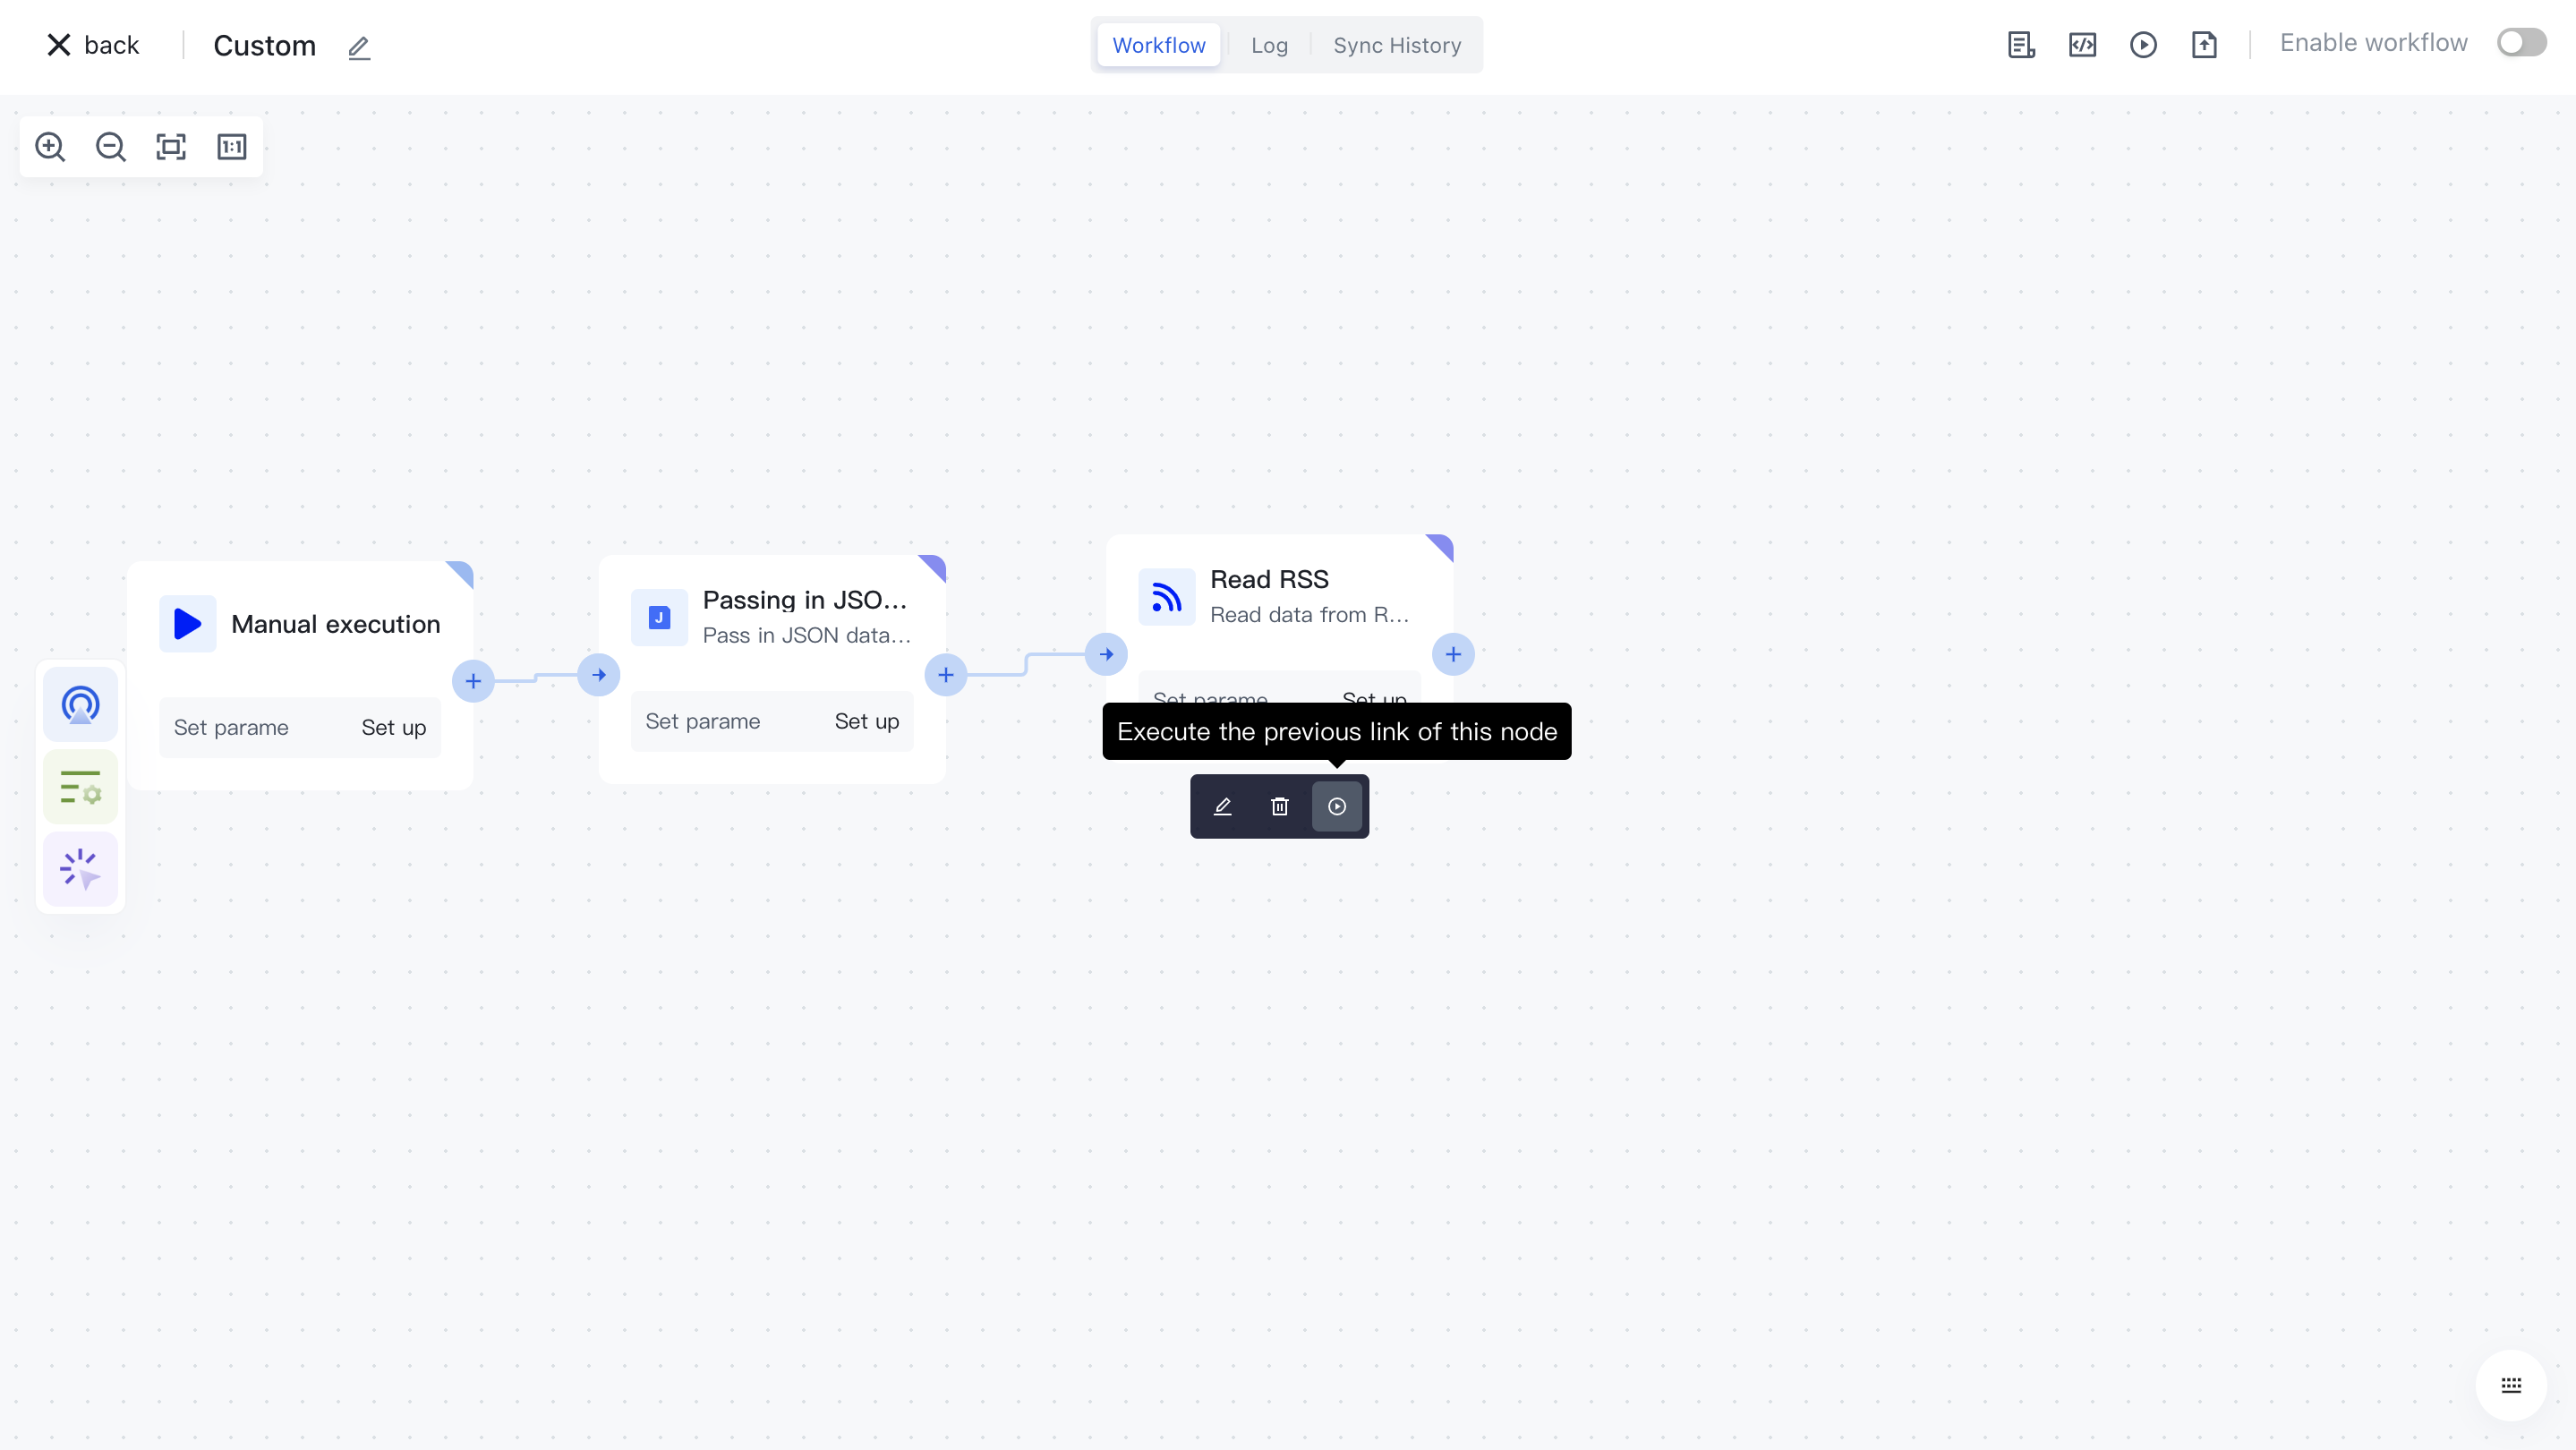 back
Custom
Workflow
Log
Sync History
Enable workflow
1:1
Manual execution
Set parame
Set up
J
Passing in JSO...
Pass in JSON data...
Set parame
Set up
Read RSS
Read data from R...
Set parame
Set up
Execute the previous link of this node